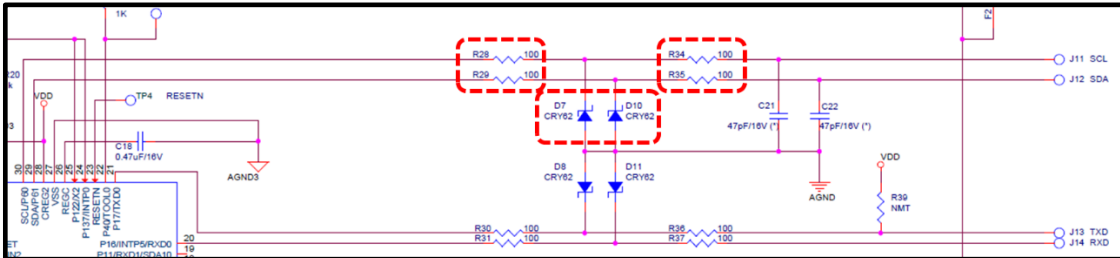 1K
F2
R28 100
R34 100
J11 SCL
R29 100
R35 100
J12 SDA
R20
k
VDD
TP4 RESETN
D7
CRY62
D10
CRY62
C21
47pF/16V (*)
C22
47pF/16V (*)
C18
0.47uF/16V
AGND3
D8
CRY62
D11
CRY62
AGND
VDD
R39
NMT
30 29 28 27 26 25 24 23 22 21
SCL/P60
SDA/P61
CREG2
VSS
REGC
P122/X2
P137/INTP0
RESETN
P40/TOOL0
P17/TXD0
R30 100
R36 100
J13 TXD
R31 100
R37 100
J14 RXD
P16/INTP5/RXD0 20
P11/RXD1/SDA10 19